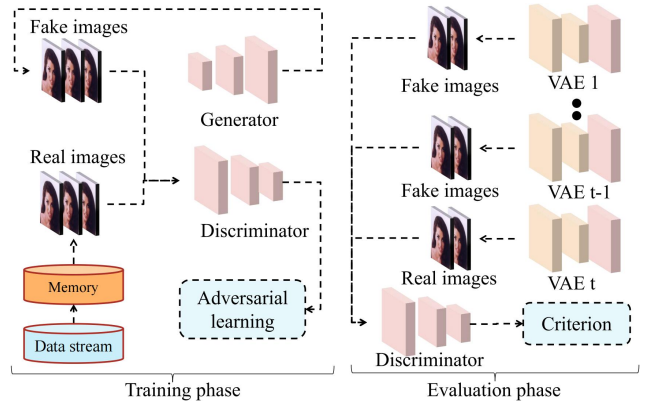 Fake images
Generator
Real images
Discriminator
Memory
Data stream
Adversarial
learning
Training phase
Fake images
VAE 1
Fake images
VAE t-1
Real images
VAE t
Discriminator
Criterion
Evaluation phase